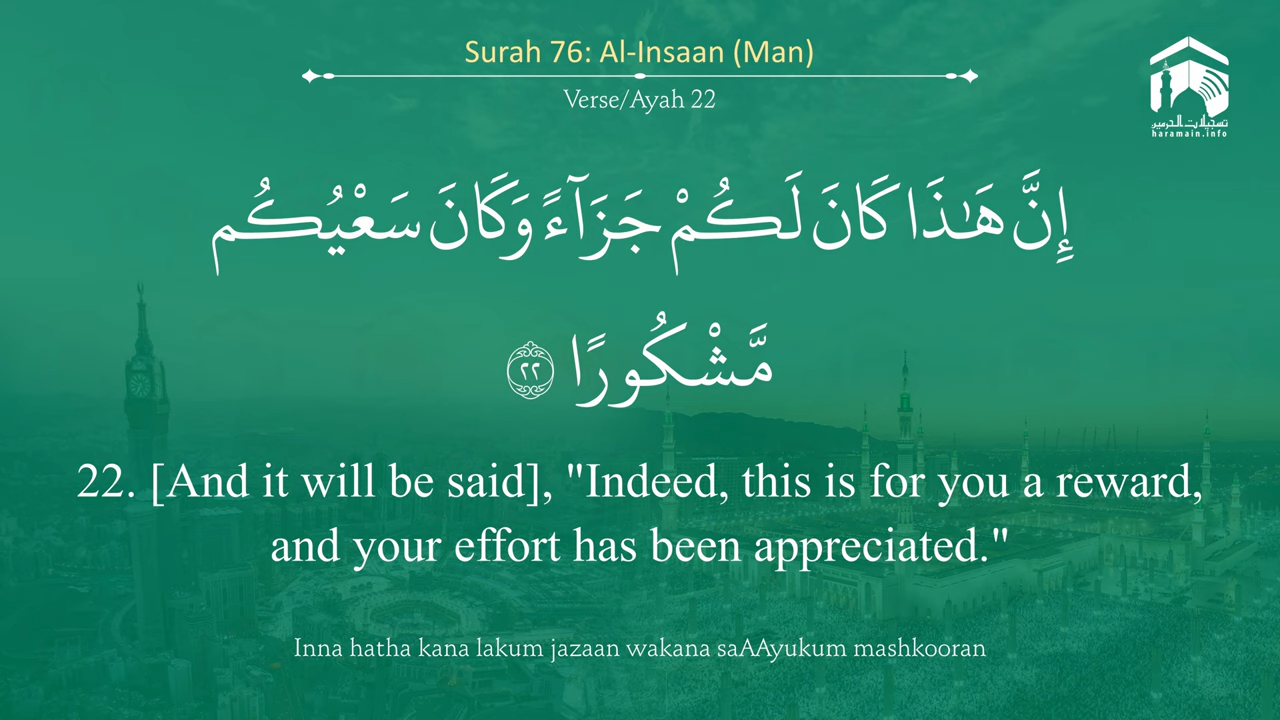 Surah 76: Al-Insaan (Man)
Verse/Ayah 22
تسجيلات الحرمين
haramain.info
إِنَّ هَـٰذَا كَانَ لَكُمْ جَزَآءً وَكَانَ سَعْيُكُم
مَّشْكُورًا ٢٢
22. [And it will be said], "Indeed, this is for you a reward,
and your effort has been appreciated."
Inna hatha kana lakum jazaan wakana saAAyukum mashkooran